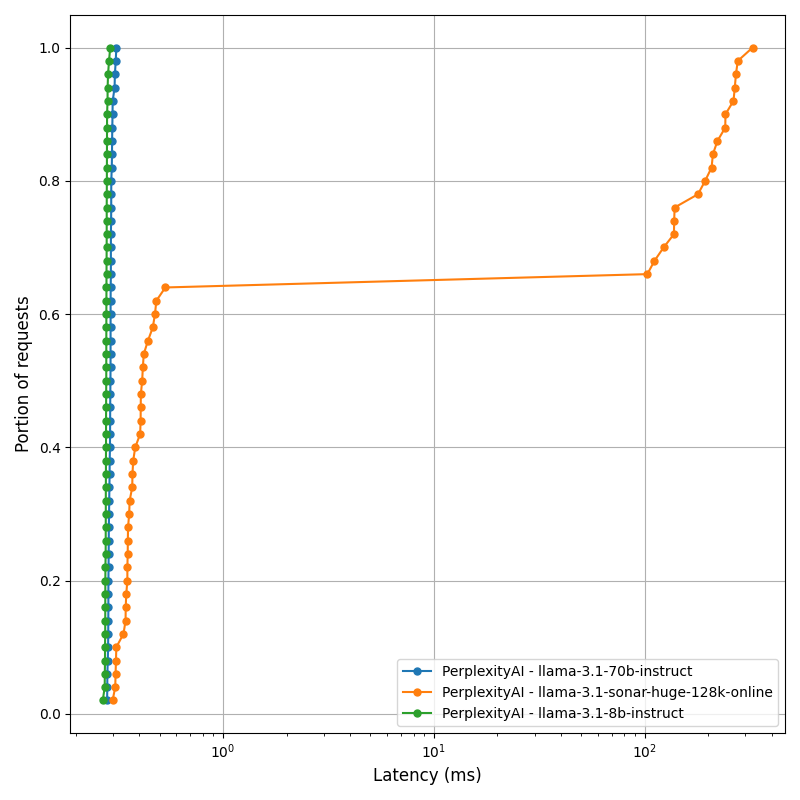 1.0
0.8
0.6
0.4
0.2
0.0
Portion of requests
PerplexityAI - llama-3.1-70b-instruct
PerplexityAI - llama-3.1-sonar-huge-128k-online
PerplexityAI - llama-3.1-8b-instruct
10⁰ 10¹ 10²
Latency (ms)